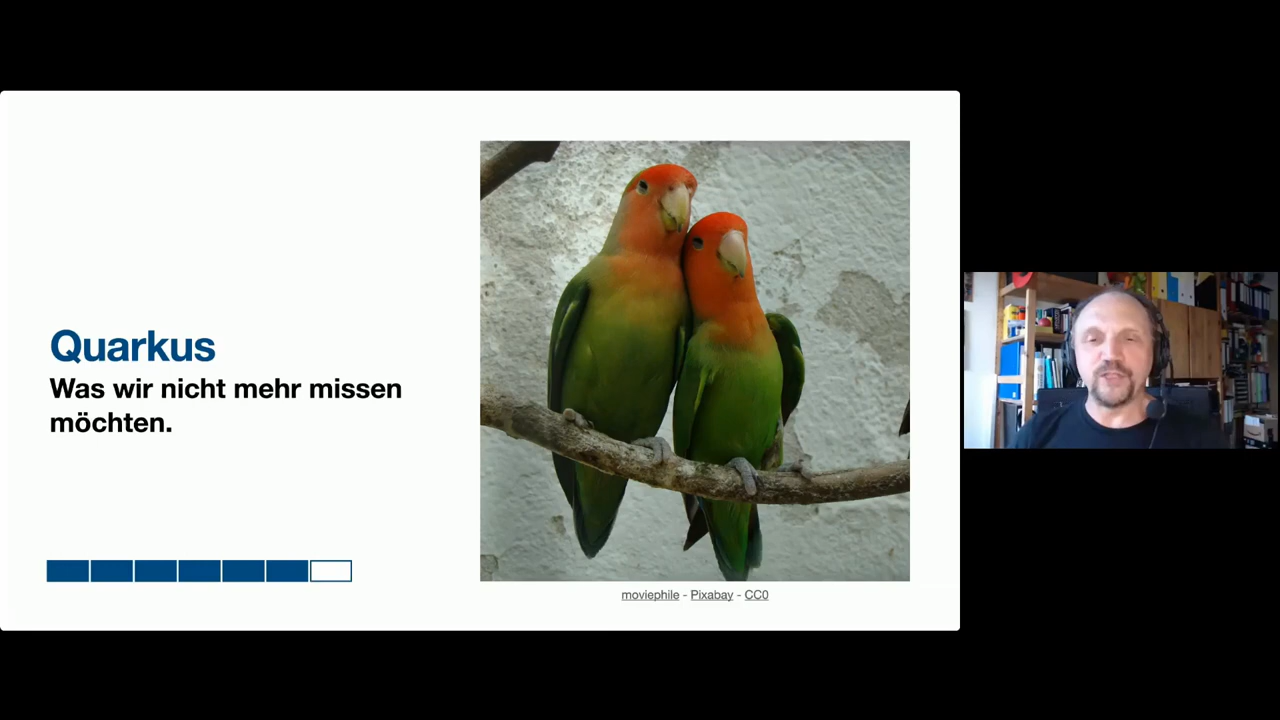 Quarkus
Was wir nicht mehr missen
möchten.
moviephile - Pixabay - CC0